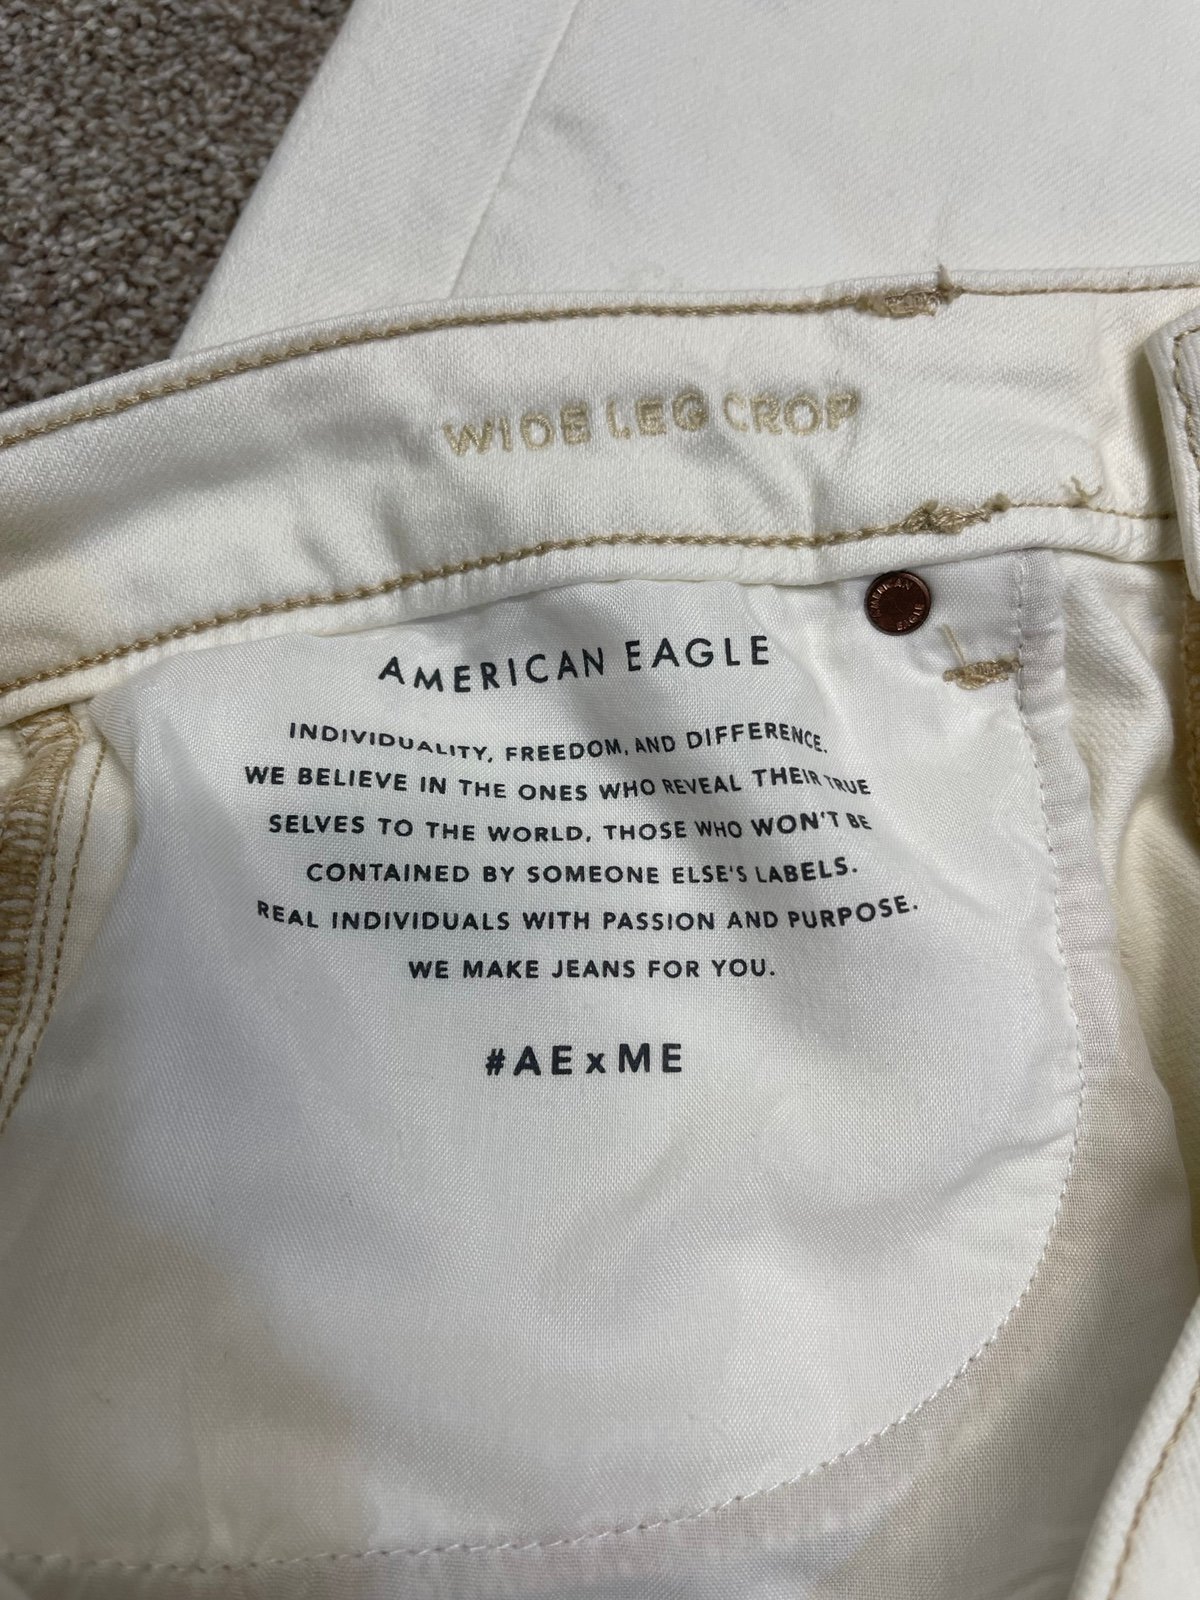 WIDE LEG CROP
AMERICAN EAGLE
AMERICAN EAGLE
INDIVIDUALITY, FREEDOM, AND DIFFERENCE.
WE BELIEVE IN THE ONES WHO REVEAL THEIR TRUE
SELVES TO THE WORLD, THOSE WHO WON'T BE
CONTAINED BY SOMEONE ELSE'S LABELS.
REAL INDIVIDUALS WITH PASSION AND PURPOSE.
WE MAKE JEANS FOR YOU.
#AExME